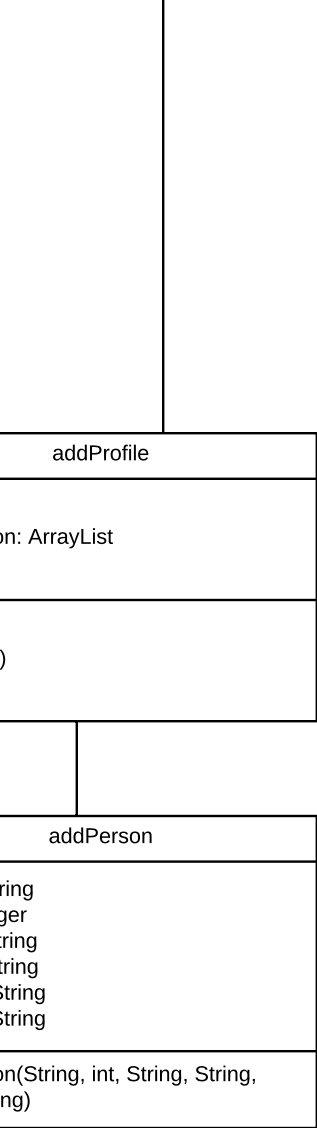 addProfile
on: ArrayList
)
addPerson
ring
ger
tring
tring
String
String
on(String, int, String, String,
ng)